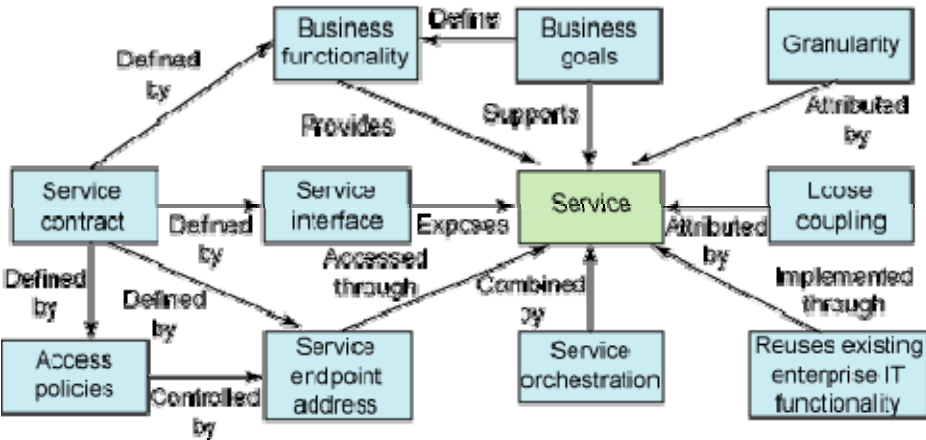 Business
functionality
Define
Business
goals
Granularity
Defined
by
Provides
Supports
Attributed
by
Service
contract
Defined
by
Service
interface
Exposes
Service
Attributed
by
Loose
coupling
Defined
by
Defined
by
Accessed
through
Combined
by
Implemented
through
Access
policies
Controlled
by
Service
endpoint
address
Service
orchestration
Reuses existing
enterprise IT
functionality